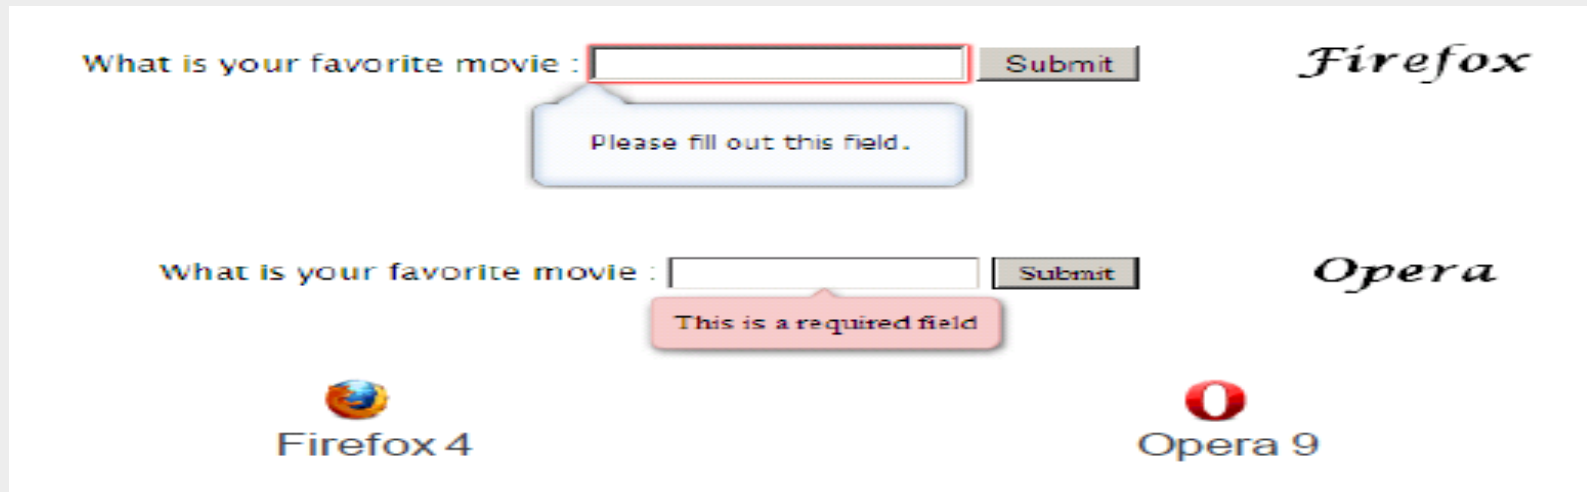 What is your favorite movie : Submit Firefox
Please fill out this field.
What is your favorite movie : Submit Opera
This is a required field
Firefox 4 Opera 9